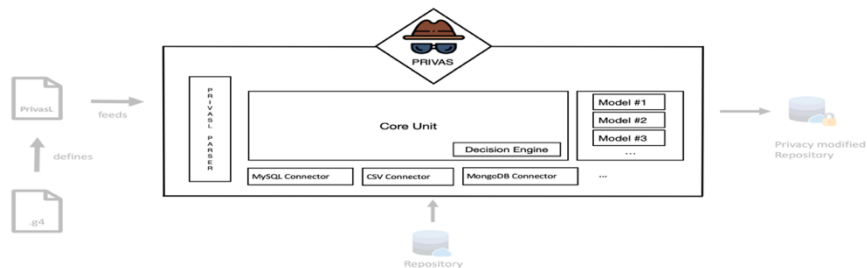 PRIVAS
PrivasL
feeds
defines
.g4
PRIVASL PARSER
Core Unit
Decision Engine
Model #1
Model #2
Model #3
...
MySQL Connector
CSV Connector
MongoDB Connector
...
Privacy modified
Repository
Repository